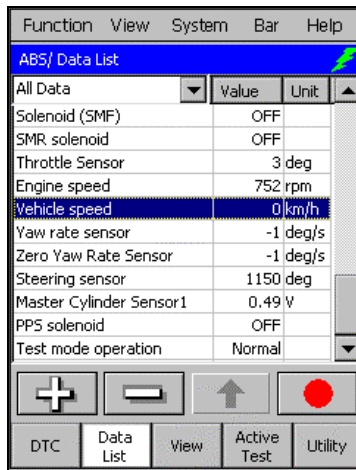 Function View System Bar Help
ABS/ Data List
All Data Value Unit
Solenoid (SMF) OFF
SMR solenoid OFF
Throttle Sensor 3 deg
Engine speed 752 rpm
Vehicle speed 0 km/h
Yaw rate sensor -1 deg/s
Zero Yaw Rate Sensor -1 deg/s
Steering sensor 1150 deg
Master Cylinder Sensor1 0.49 V
PPS solenoid OFF
Test mode operation Normal
DTC Data List View Active Test Utility